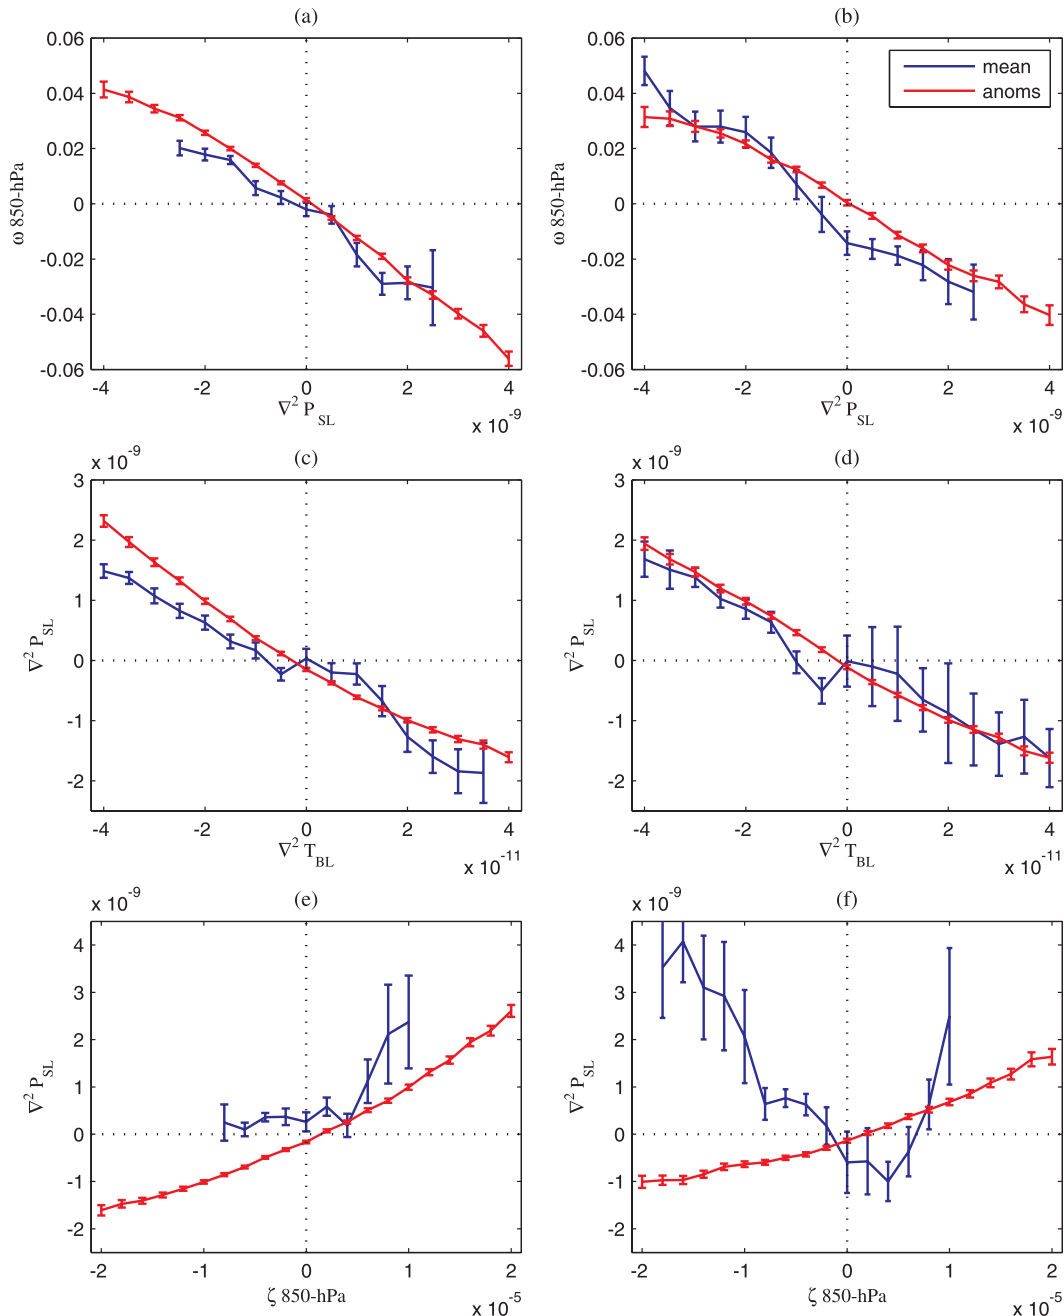 (a)
0.06
0.04
0.02
0
-0.02
-0.04
-0.06
ω 850-hPa
-4 -2 0 2 4
∇² P_SL
x 10⁻⁹
(b)
mean
anoms
0.06
0.04
0.02
0
-0.02
-0.04
-0.06
ω 850-hPa
-4 -2 0 2 4
∇² P_SL
x 10⁻⁹
x 10⁻⁹
(c)
3
2
1
0
-1
-2
∇² P_SL
-4 -2 0 2 4
∇² T_BL
x 10⁻¹¹
x 10⁻⁹
(d)
3
2
1
0
-1
-2
∇² P_SL
-4 -2 0 2 4
∇² T_BL
x 10⁻¹¹
x 10⁻⁹
(e)
4
3
2
1
0
-1
-2
∇² P_SL
-2 -1 0 1 2
ζ 850-hPa
x 10⁻⁵
x 10⁻⁹
(f)
4
3
2
1
0
-1
-2
∇² P_SL
-2 -1 0 1 2
ζ 850-hPa
x 10⁻⁵